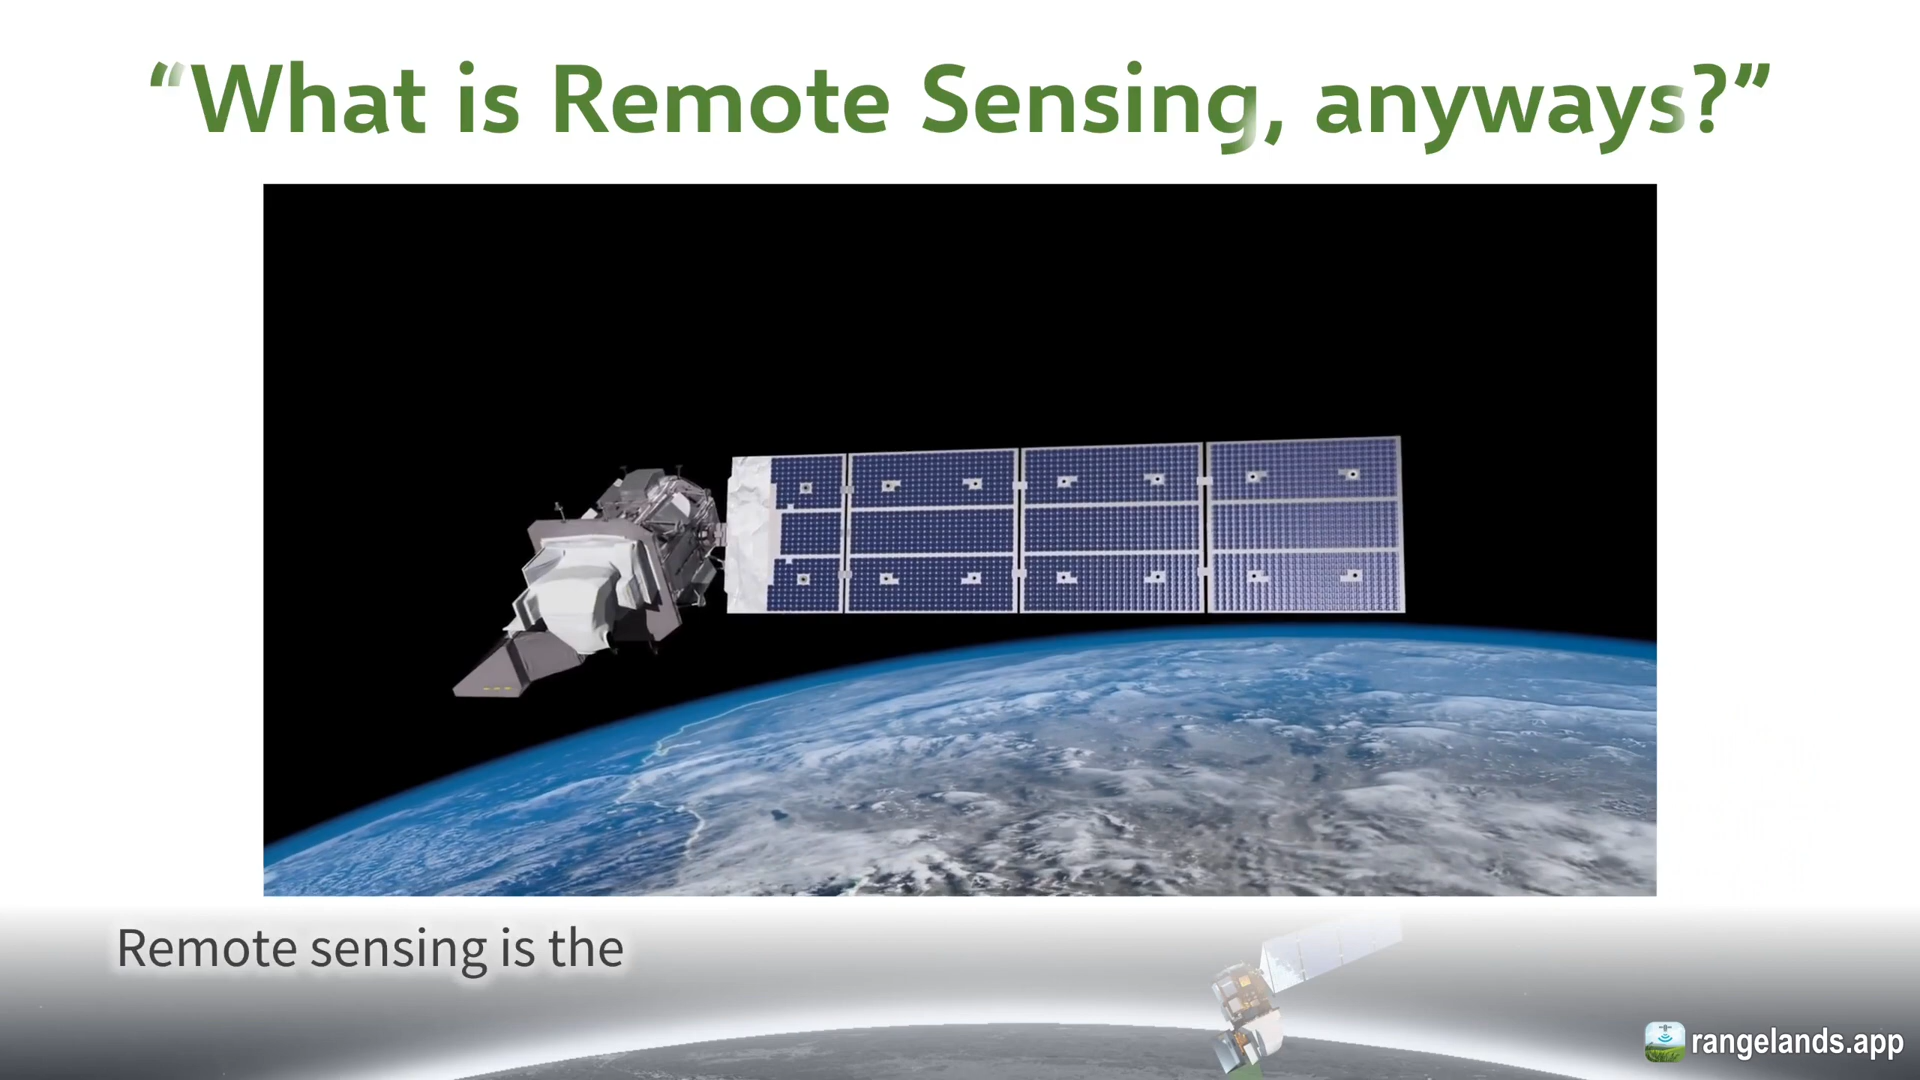 “What is Remote Sensing, anyways?”
Remote sensing is the
rangelands.app